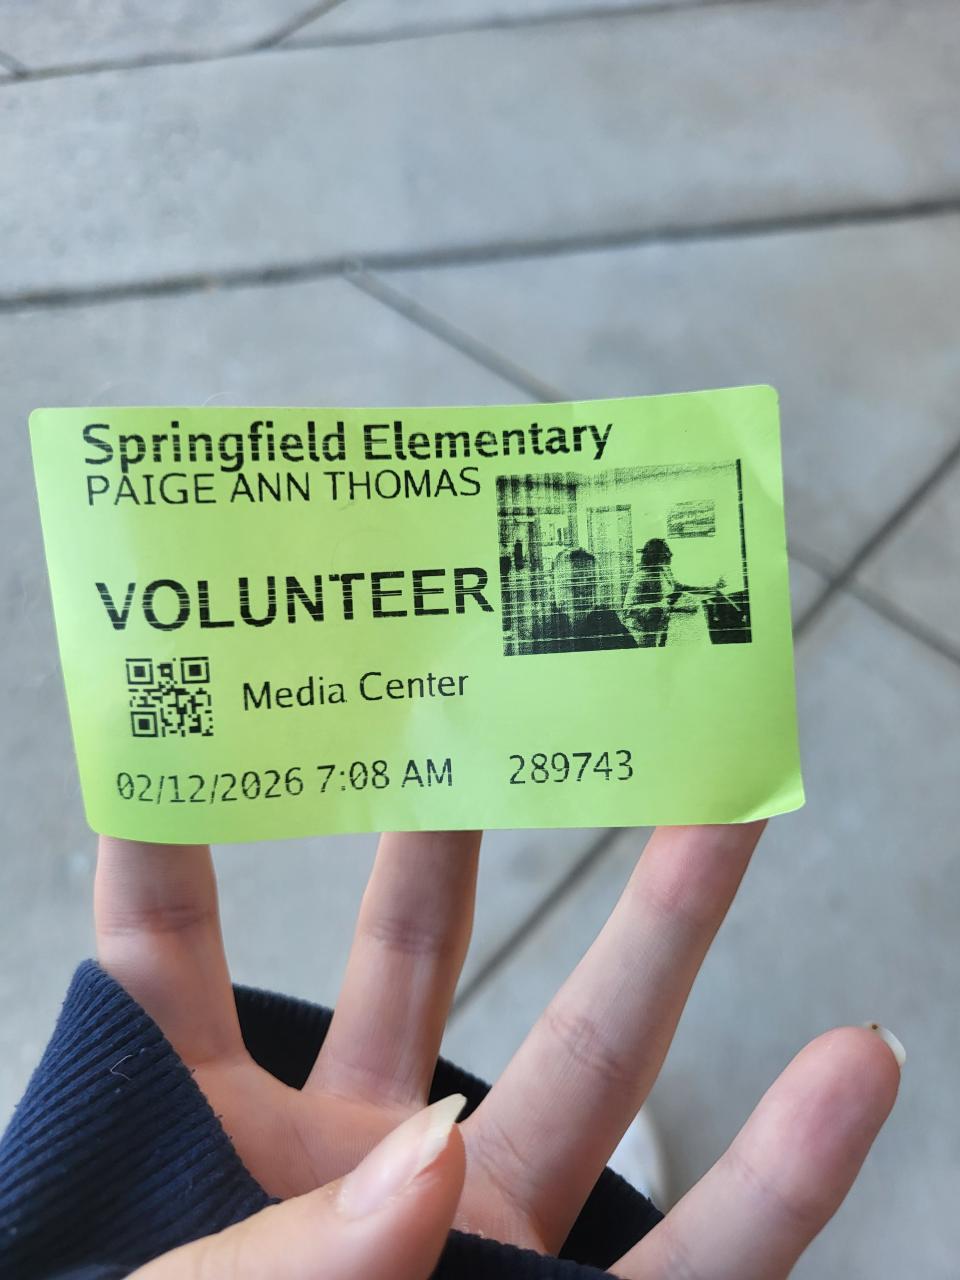 Springfield Elementary
PAIGE ANN THOMAS
VOLUNTEER
Media Center
02/12/2026 7:08 AM 289743